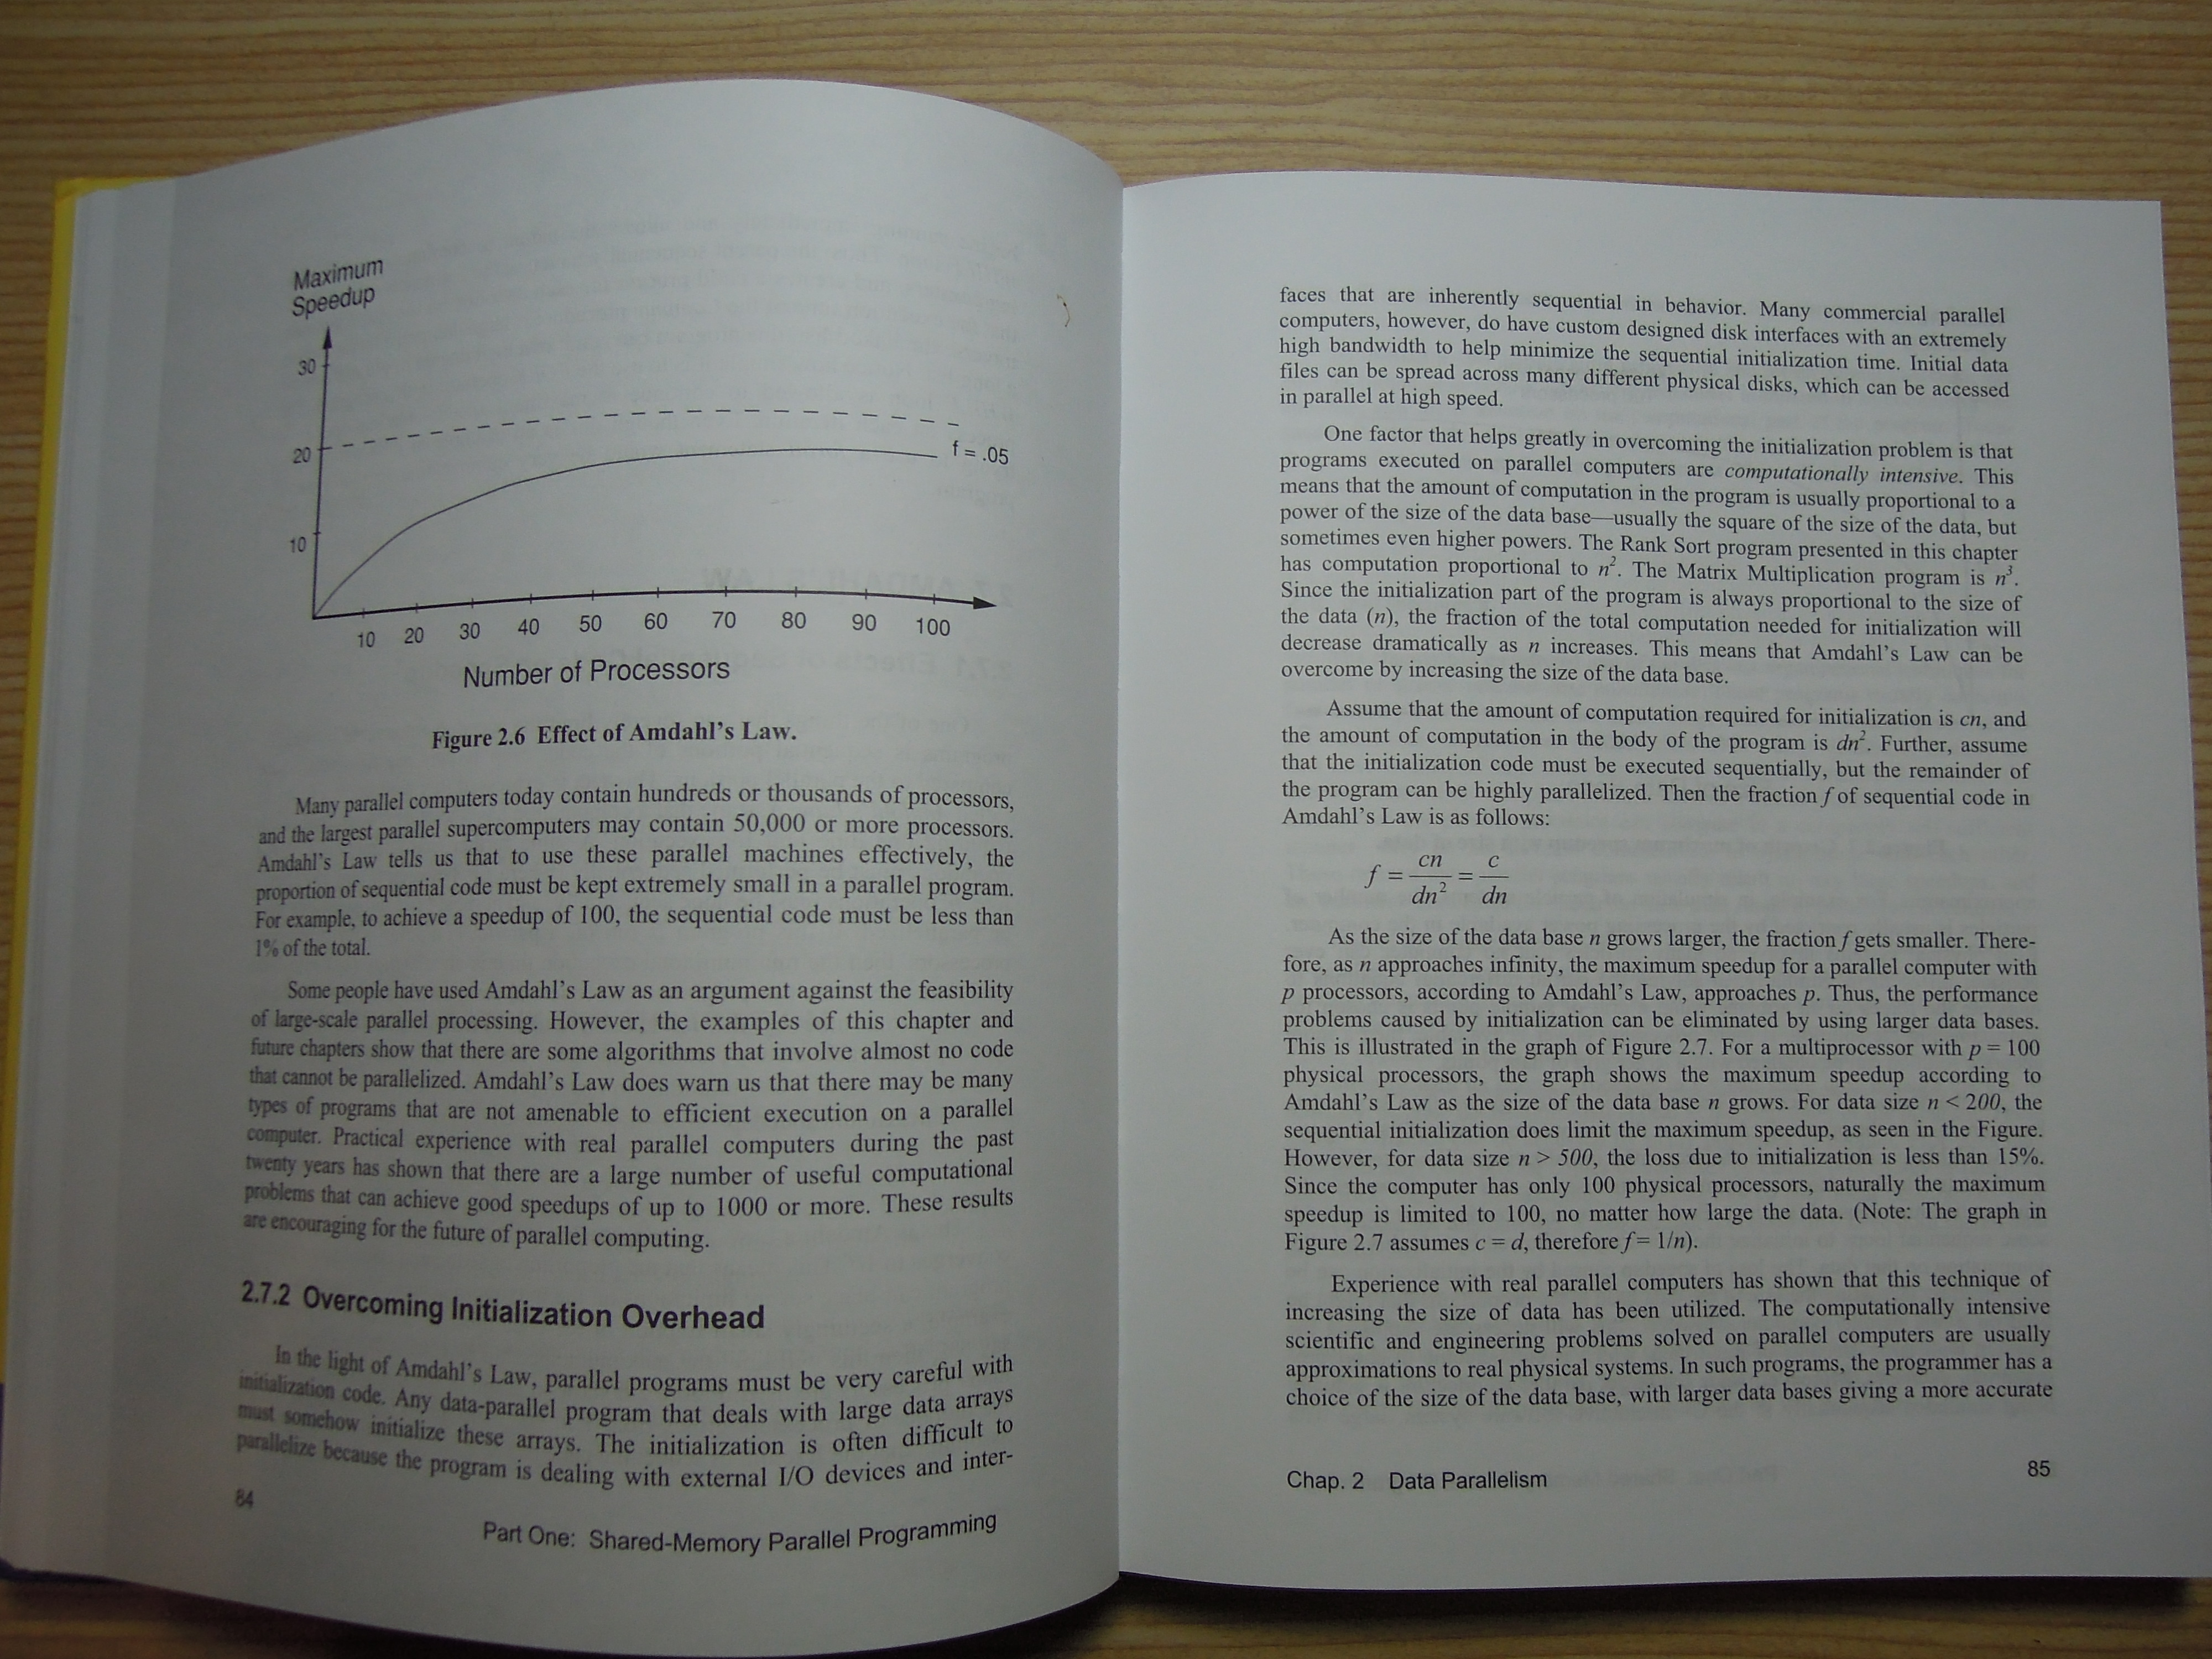 Maximum
Speedup
30
20
10
f = .05
10 20 30 40 50 60 70 80 90 100
Number of Processors
Figure 2.6 Effect of Amdahl's Law.
Many parallel computers today contain hundreds or thousands of processors,
and the largest parallel supercomputers may contain 50,000 or more processors.
Amdahl's Law tells us that to use these parallel machines effectively, the
proportion of sequential code must be kept extremely small in a parallel program.
For example, to achieve a speedup of 100, the sequential code must be less than
1% of the total.
Some people have used Amdahl's Law as an argument against the feasibility
of large-scale parallel processing. However, the examples of this chapter and
future chapters show that there are some algorithms that involve almost no code
that cannot be parallelized. Amdahl's Law does warn us that there may be many
types of programs that are not amenable to efficient execution on a parallel
computer. Practical experience with real parallel computers during the past
twenty years has shown that there are a large number of useful computational
problems that can achieve good speedups of up to 1000 or more. These results
are encouraging for the future of parallel computing.
2.7.2 Overcoming Initialization Overhead
In the light of Amdahl's Law, parallel programs must be very careful with
initialization code. Any data-parallel program that deals with large data arrays
must somehow initialize these arrays. The initialization is often difficult to
parallelize because the program is dealing with external I/O devices and inter-
84
Part One: Shared-Memory Parallel Programming
faces that are inherently sequential in behavior. Many commercial parallel
computers, however, do have custom designed disk interfaces with an extremely
high bandwidth to help minimize the sequential initialization time. Initial data
files can be spread across many different physical disks, which can be accessed
in parallel at high speed.
One factor that helps greatly in overcoming the initialization problem is that
programs executed on parallel computers are computationally intensive. This
means that the amount of computation in the program is usually proportional to a
power of the size of the data base—usually the square of the size of the data, but
sometimes even higher powers. The Rank Sort program presented in this chapter
has computation proportional to n². The Matrix Multiplication program is n³.
Since the initialization part of the program is always proportional to the size of
the data (n), the fraction of the total computation needed for initialization will
decrease dramatically as n increases. This means that Amdahl's Law can be
overcome by increasing the size of the data base.
Assume that the amount of computation required for initialization is cn, and
the amount of computation in the body of the program is dn². Further, assume
that the initialization code must be executed sequentially, but the remainder of
the program can be highly parallelized. Then the fraction f of sequential code in
Amdahl's Law is as follows:
f = cn/dn² = c/dn
As the size of the data base n grows larger, the fraction f gets smaller. There-
fore, as n approaches infinity, the maximum speedup for a parallel computer with
p processors, according to Amdahl's Law, approaches p. Thus, the performance
problems caused by initialization can be eliminated by using larger data bases.
This is illustrated in the graph of Figure 2.7. For a multiprocessor with p = 100
physical processors, the graph shows the maximum speedup according to
Amdahl's Law as the size of the data base n grows. For data size n < 200, the
sequential initialization does limit the maximum speedup, as seen in the Figure.
However, for data size n > 500, the loss due to initialization is less than 15%.
Since the computer has only 100 physical processors, naturally the maximum
speedup is limited to 100, no matter how large the data. (Note: The graph in
Figure 2.7 assumes c = d, therefore f = 1/n).
Experience with real parallel computers has shown that this technique of
increasing the size of data has been utilized. The computationally intensive
scientific and engineering problems solved on parallel computers are usually
approximations to real physical systems. In such programs, the programmer has a
choice of the size of the data base, with larger data bases giving a more accurate
Chap. 2 Data Parallelism
85